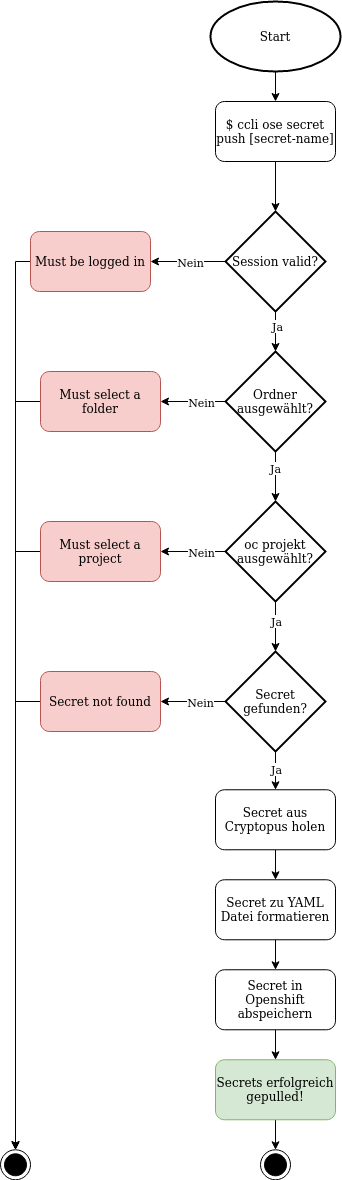 Start
$ ccli ose secret
push [secret-name]
Session valid?
Nein
Must be logged in
Ja
Ordner
ausgewählt?
Nein
Must select a
folder
Ja
oc projekt
ausgewählt?
Nein
Must select a
project
Ja
Secret
gefunden?
Nein
Secret not found
Ja
Secret aus
Cryptopus holen
Secret zu YAML
Datei formatieren
Secret in
Openshift
abspeichern
Secrets erfolgreich
gepulled!